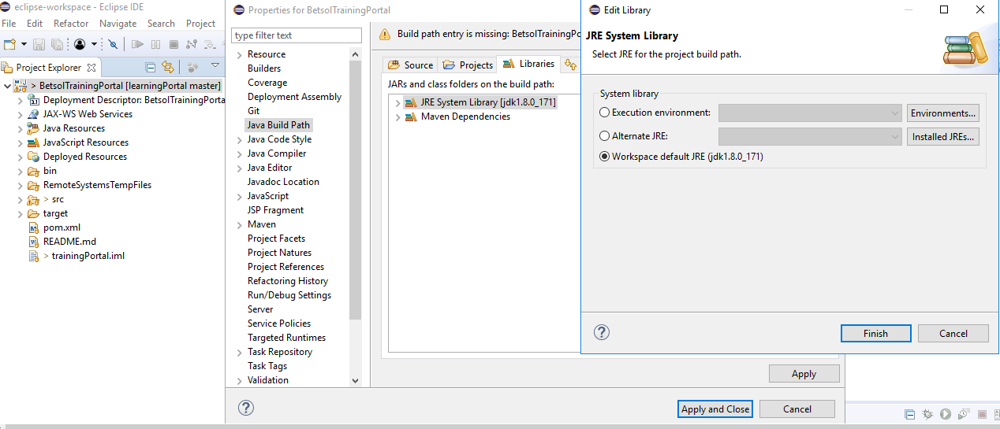 eclipse-workspace - Eclipse IDE
File Edit Refactor Navigate Search Project
Project Explorer
> BetsolTrainingPortal [learningPortal master]
Deployment Descriptor: BetsolTrainingPorta
JAX-WS Web Services
Java Resources
JavaScript Resources
Deployed Resources
bin
RemoteSystemsTempFiles
> src
target
pom.xml
README.md
> trainingPortal.iml
Properties for BetsolTrainingPortal
type filter text
Resource
Builders
Coverage
Deployment Assembly
Git
Java Build Path
Java Code Style
Java Compiler
Java Editor
Javadoc Location
JavaScript
JSP Fragment
Maven
Project Facets
Project Natures
Project References
Refactoring History
Run/Debug Settings
Server
Service Policies
Targeted Runtimes
Task Repository
Task Tags
Validation
Build path entry is missing: BetsolTrainingPo
Source Projects Libraries
JARs and class folders on the build path:
JRE System Library [jdk1.8.0_171]
Maven Dependencies
Apply
Apply and Close Cancel
Edit Library
JRE System Library
Select JRE for the project build path.
System library
Execution environment: Environments...
Alternate JRE: Installed JREs...
Workspace default JRE (jdk1.8.0_171)
Finish Cancel